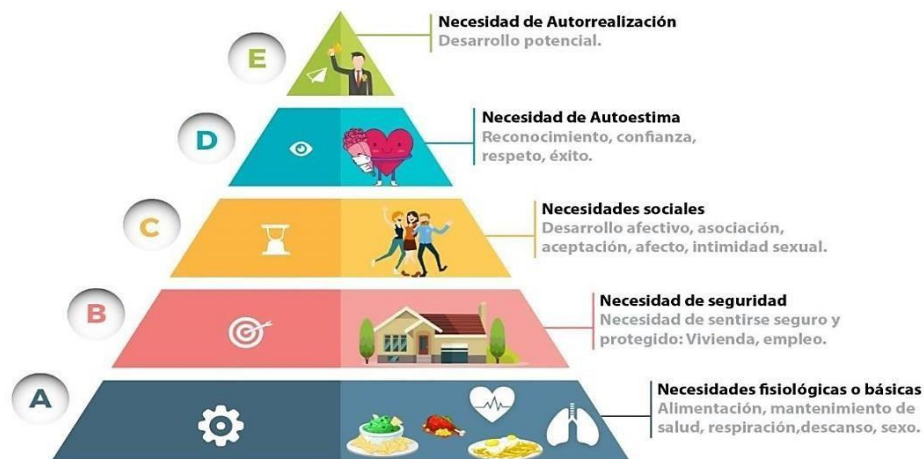 E
Necesidad de Autorrealización
Desarrollo potencial.
D
Necesidad de Autoestima
Reconocimiento, confianza,
respeto, éxito.
C
Necesidades sociales
Desarrollo afectivo, asociación,
aceptación, afecto, intimidad sexual.
B
Necesidad de seguridad
Necesidad de sentirse seguro y
protegido: Vivienda, empleo.
A
Necesidades fisiológicas o básicas
Alimentación, mantenimiento de
salud, respiración,descanso, sexo.